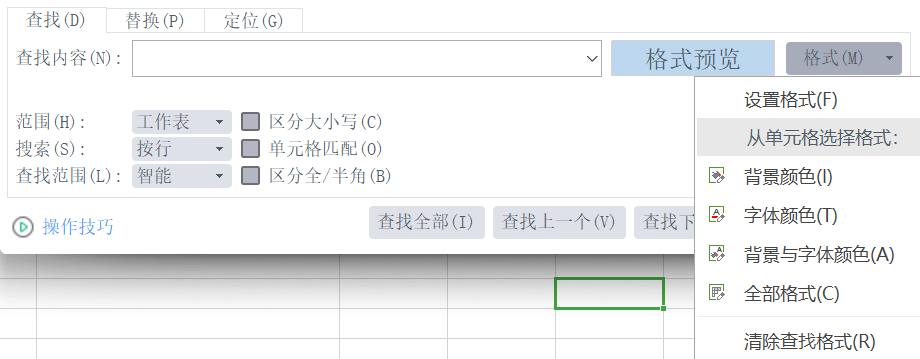 查找(D) 替换(P) 定位(G)
查找内容(N): 格式预览 格式(M)
设置格式(F)
范围(H): 工作表 区分大小写(C)
从单元格选择格式:
搜索(S): 按行 单元格匹配(O)
查找范围(L): 智能 区分全/半角(B)
背景颜色(I)
字体颜色(T)
操作技巧 查找全部(I) 查找上一个(V) 查找下
背景与字体颜色(A)
全部格式(C)
清除查找格式(R)